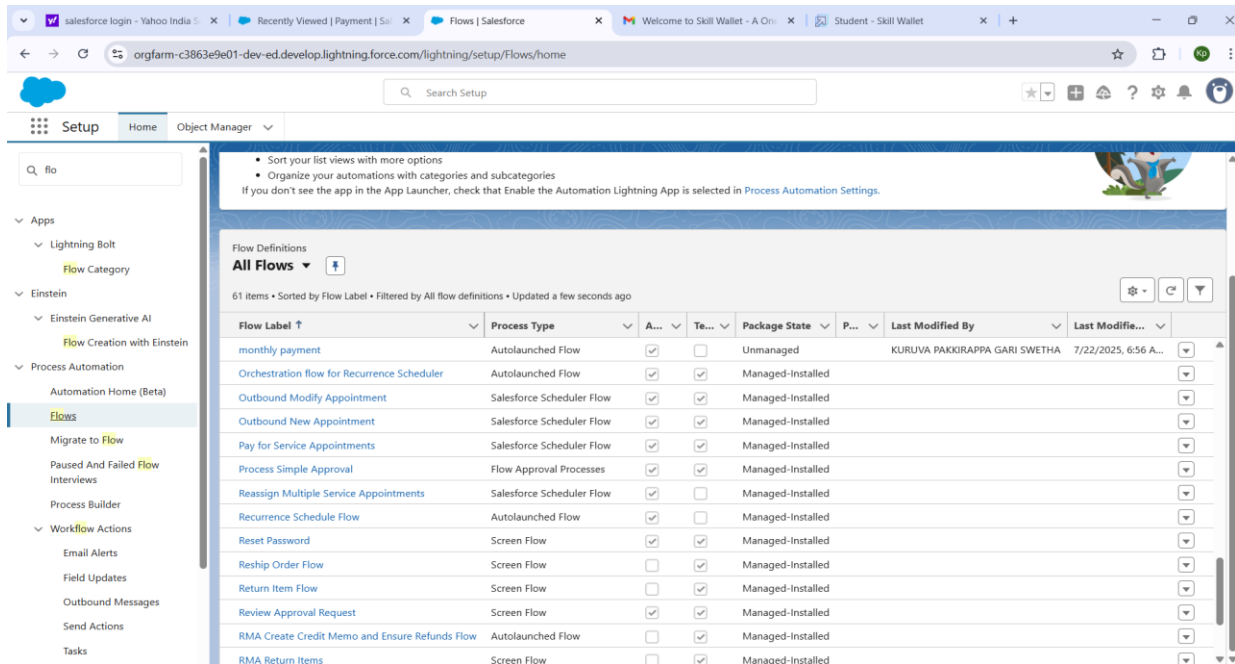 salesforce login - Yahoo India S
Recently Viewed | Payment | Sal
Flows | Salesforce
Welcome to Skill Wallet - A One
Student - Skill Wallet
orgfarm-c3863e9e01-dev-ed.develop.lightning.force.com/lightning/setup/Flows/home
Kp
Search Setup
Setup
Home
Object Manager
flo
Apps
Lightning Bolt
Flow Category
Einstein
Einstein Generative AI
Flow Creation with Einstein
Process Automation
Automation Home (Beta)
Flows
Migrate to Flow
Paused And Failed Flow
Interviews
Process Builder
Workflow Actions
Email Alerts
Field Updates
Outbound Messages
Send Actions
Tasks
• Sort your list views with more options
• Organize your automations with categories and subcategories
If you don't see the app in the App Launcher, check that Enable the Automation Lightning App is selected in Process Automation Settings.
Flow Definitions
All Flows
61 items • Sorted by Flow Label • Filtered by All flow definitions • Updated a few seconds ago
Flow Label ↑ Process Type A... Te... Package State P... Last Modified By Last Modifie...
monthly payment Autolaunched Flow Unmanaged KURUVA PAKKIRAPPA GARI SWETHA 7/22/2025, 6:56 A...
Orchestration flow for Recurrence Scheduler Autolaunched Flow Managed-Installed
Outbound Modify Appointment Salesforce Scheduler Flow Managed-Installed
Outbound New Appointment Salesforce Scheduler Flow Managed-Installed
Pay for Service Appointments Salesforce Scheduler Flow Managed-Installed
Process Simple Approval Flow Approval Processes Managed-Installed
Reassign Multiple Service Appointments Salesforce Scheduler Flow Managed-Installed
Recurrence Schedule Flow Autolaunched Flow Managed-Installed
Reset Password Screen Flow Managed-Installed
Reship Order Flow Screen Flow Managed-Installed
Return Item Flow Screen Flow Managed-Installed
Review Approval Request Screen Flow Managed-Installed
RMA Create Credit Memo and Ensure Refunds Flow Autolaunched Flow Managed-Installed
RMA Return Items Screen Flow Managed-Installed